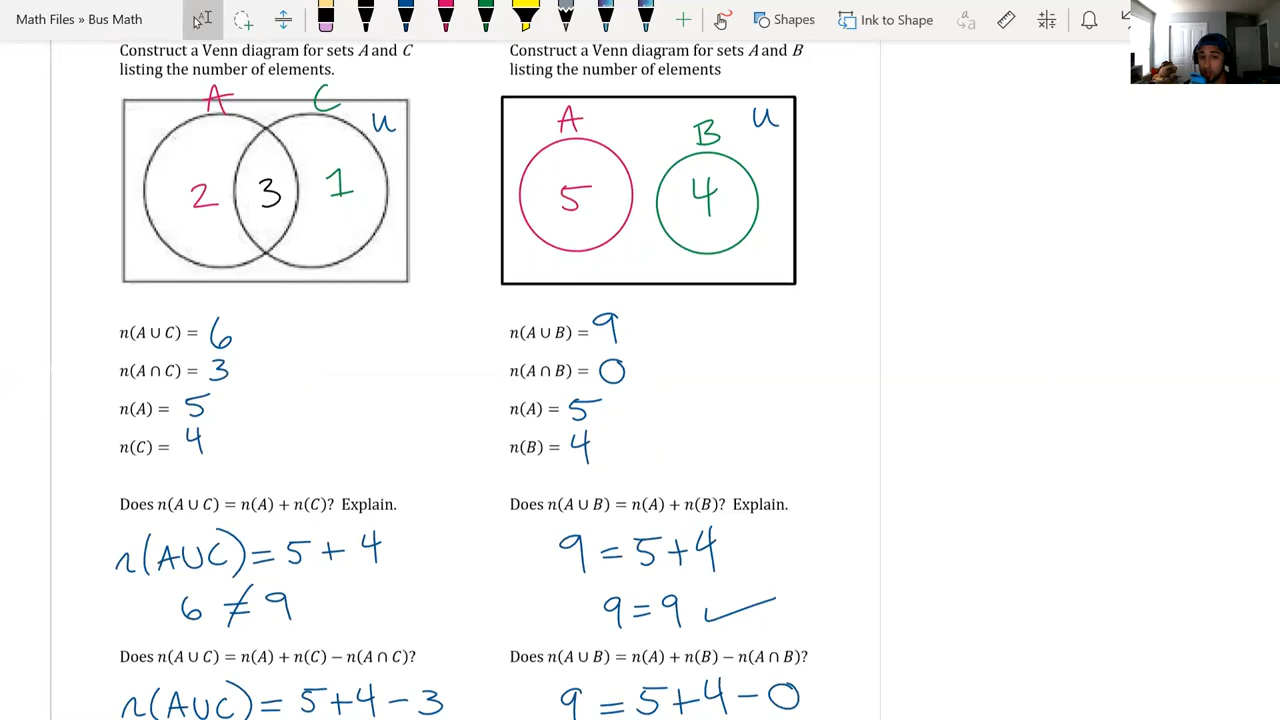 Math Files » Bus Math
Shapes
Ink to Shape
Construct a Venn diagram for sets A and C
listing the number of elements.
A
C
U
2
3
1
n(A ∪ C) = 6
n(A ∩ C) = 3
n(A) = 5
n(C) = 4
Does n(A ∪ C) = n(A) + n(C)? Explain.
n(A∪C) = 5 + 4
6 ≠ 9
Does n(A ∪ C) = n(A) + n(C) − n(A ∩ C)?
n(A∪C) = 5+4−3
Construct a Venn diagram for sets A and B
listing the number of elements
A
B
U
5
4
n(A ∪ B) = 9
n(A ∩ B) = 0
n(A) = 5
n(B) = 4
Does n(A ∪ B) = n(A) + n(B)? Explain.
9 = 5+4
9 = 9 ✓
Does n(A ∪ B) = n(A) + n(B) − n(A ∩ B)?
9 = 5+4−0